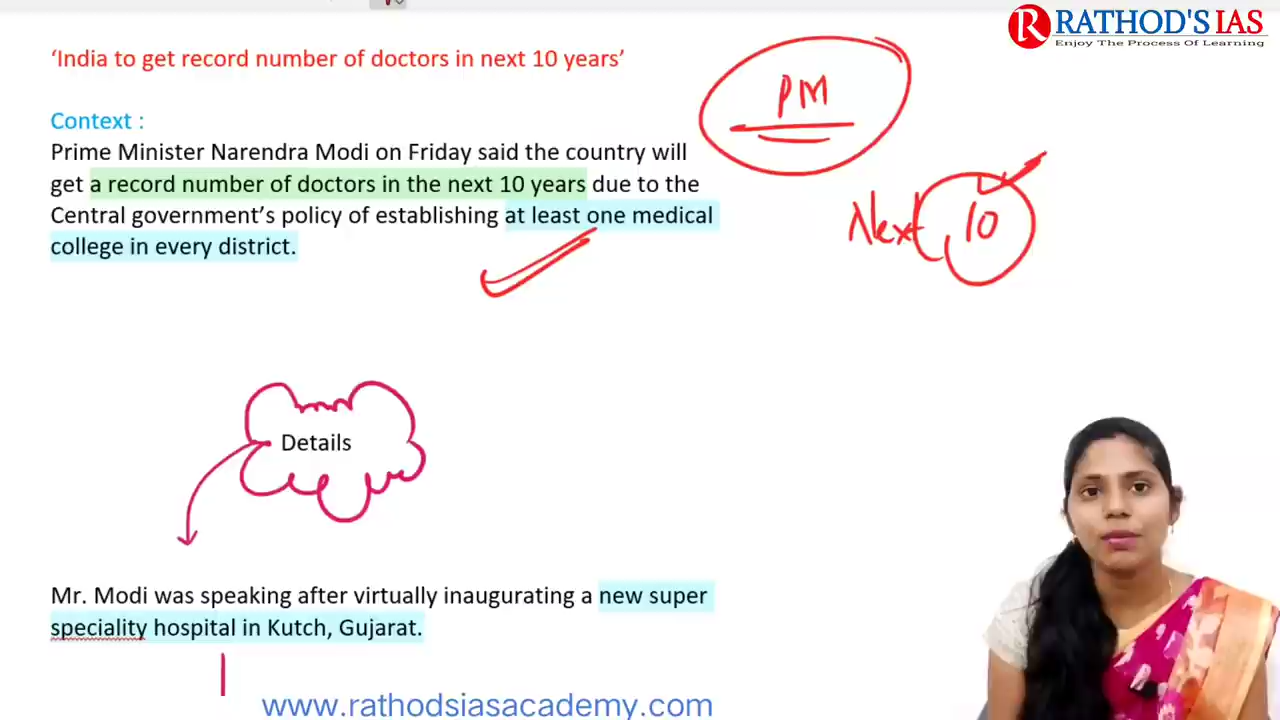 RATHOD'S IAS
Enjoy The Process Of Learning
‘India to get record number of doctors in next 10 years’
PM
Context :
Prime Minister Narendra Modi on Friday said the country will
get a record number of doctors in the next 10 years due to the
Central government’s policy of establishing at least one medical
college in every district.
Next 10
Details
Mr. Modi was speaking after virtually inaugurating a new super
speciality hospital in Kutch, Gujarat.
www.rathodsiasacademy.com